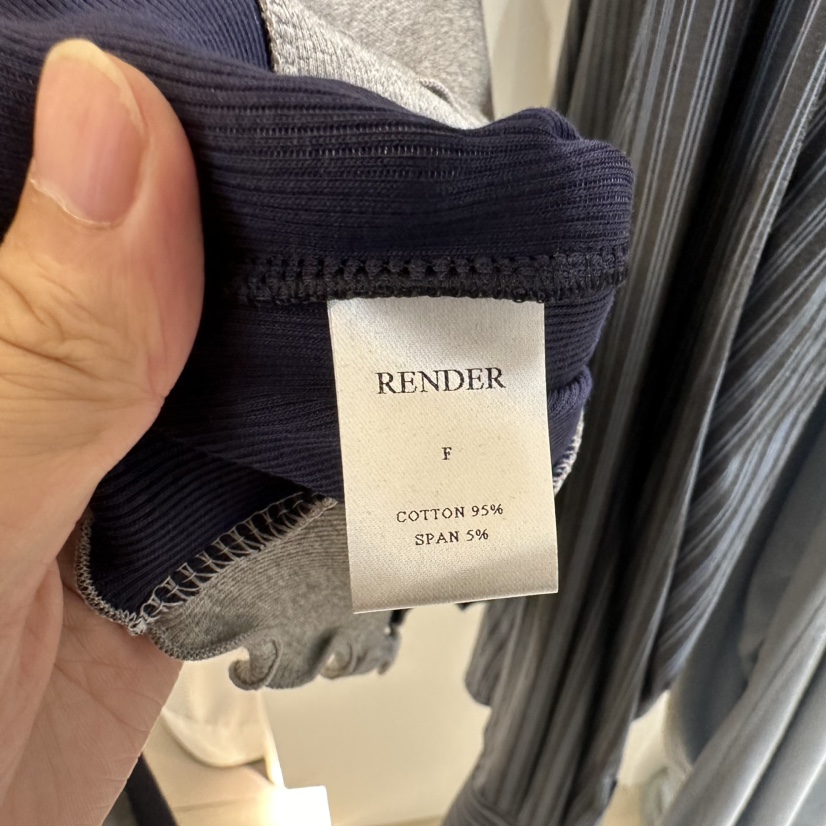 RENDER
F
COTTON 95%
SPAN 5%